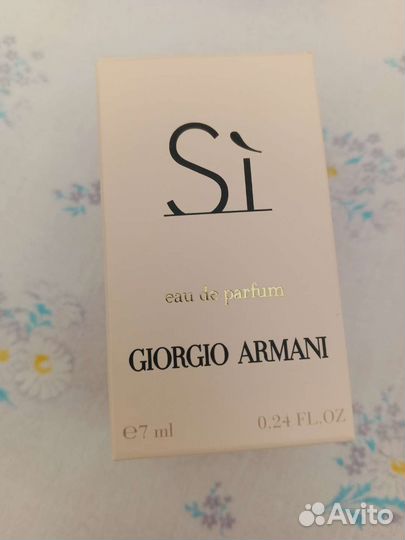 Sì
eau de parfum
GIORGIO ARMANI
℮7 ml 0.24 FL.OZ
Avito